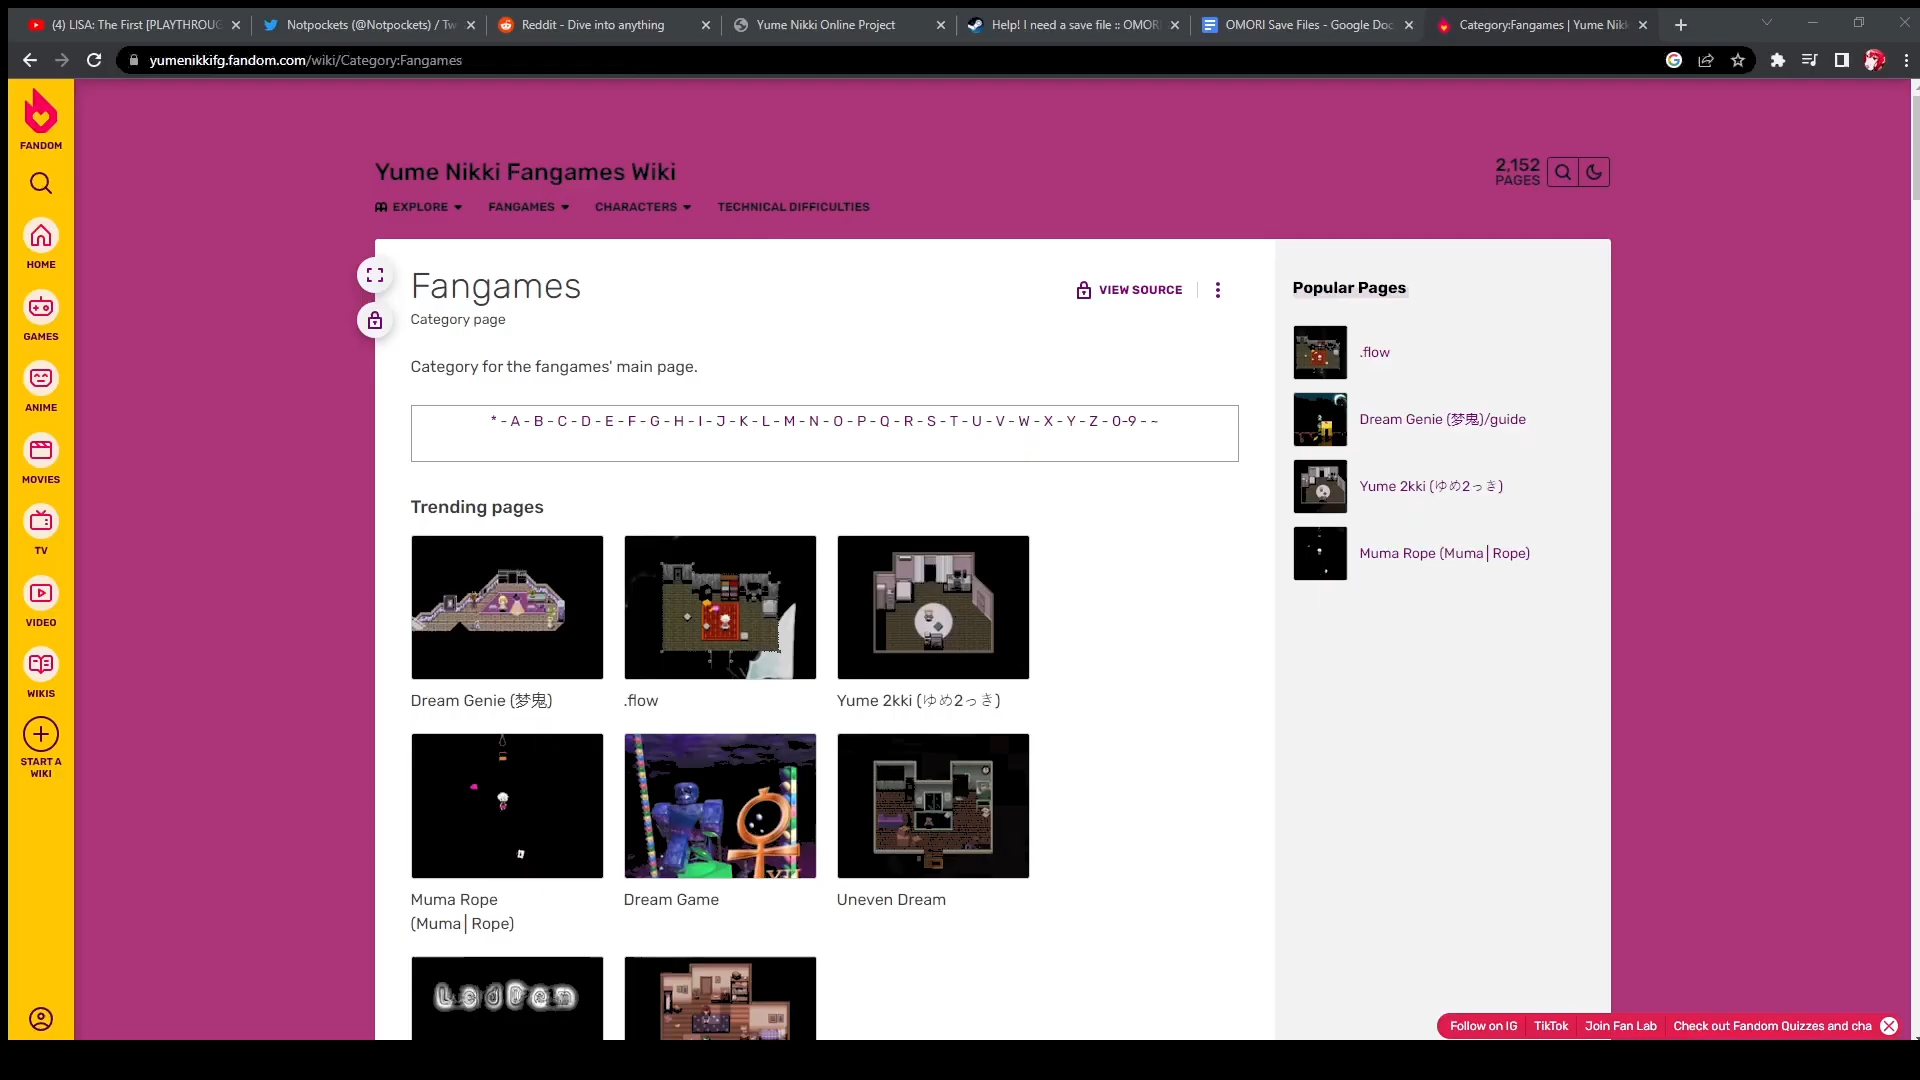 (4) LISA: The First [PLAYTHROUG
Notpockets (@Notpockets) / Tw
Reddit - Dive into anything
Yume Nikki Online Project
Help! I need a save file :: OMORI
OMORI Save Files - Google Doc
Category:Fangames | Yume Nikk
yumenikkifg.fandom.com/wiki/Category:Fangames
FANDOM
HOME
GAMES
ANIME
MOVIES
TV
VIDEO
WIKIS
START A
WIKI
Yume Nikki Fangames Wiki
2,152
PAGES
EXPLORE
FANGAMES
CHARACTERS
TECHNICAL DIFFICULTIES
Fangames
VIEW SOURCE
Category page
Category for the fangames' main page.
* - A - B - C - D - E - F - G - H - I - J - K - L - M - N - O - P - Q - R - S - T - U - V - W - X - Y - Z - 0-9 - ~
Trending pages
Dream Genie (梦鬼)
.flow
Yume 2kki (ゆめ2っき)
Muma Rope
(Muma│Rope)
Dream Game
Uneven Dream
LcdDem
Popular Pages
.flow
Dream Genie (梦鬼)/guide
Yume 2kki (ゆめ2っき)
Muma Rope (Muma│Rope)
Follow on IG
TikTok
Join Fan Lab
Check out Fandom Quizzes and cha